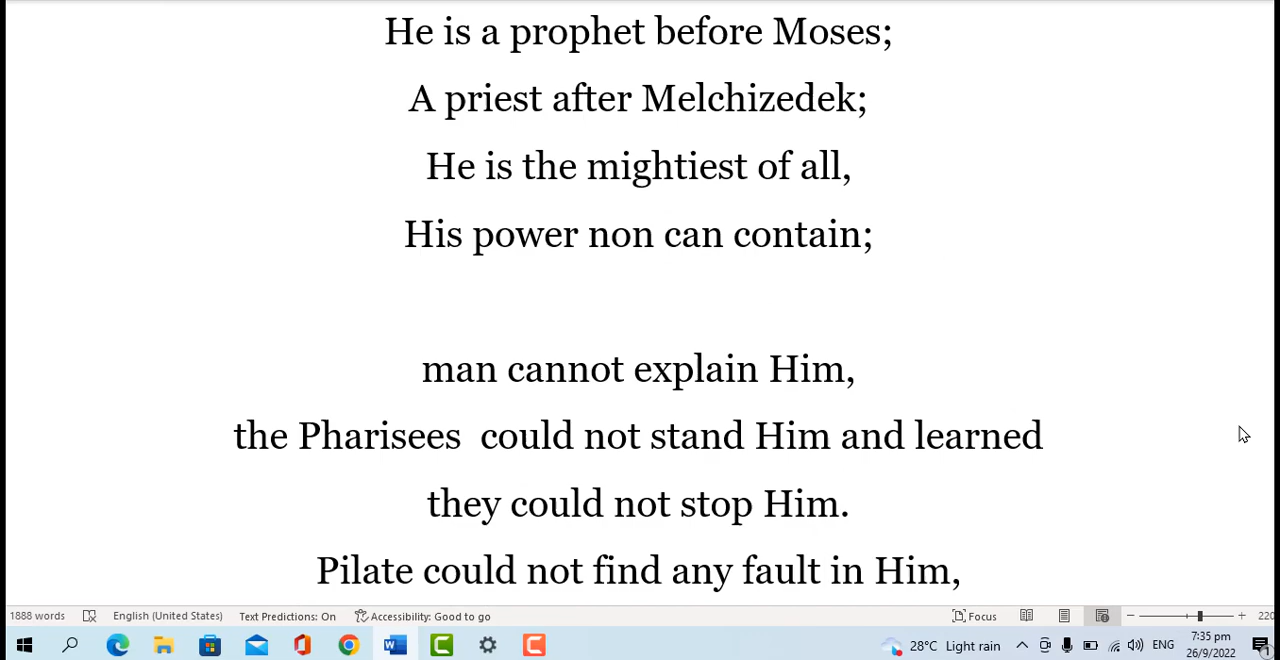 He is a prophet before Moses;
A priest after Melchizedek;
He is the mightiest of all,
His power non can contain;
man cannot explain Him,
the Pharisees  could not stand Him and learned
they could not stop Him.
Pilate could not find any fault in Him,
1888 words English (United States) Text Predictions: On Accessibility: Good to go Focus 220
28°C Light rain ENG 7:35 pm
26/9/2022